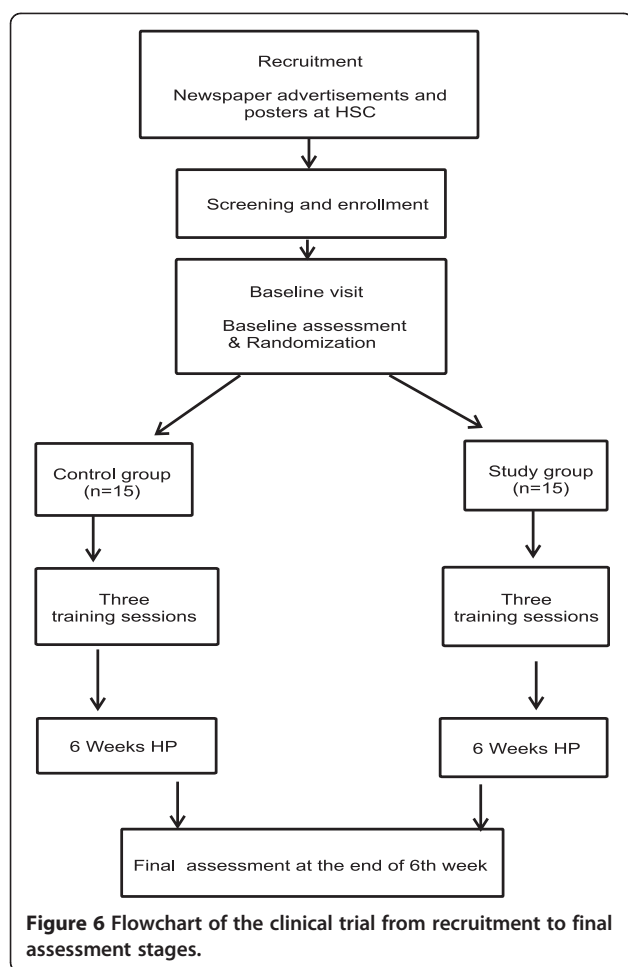 Recruitment
Newspaper advertisements and
posters at HSC
Screening and enrollment
Baseline visit
Baseline assessment
& Randomization
Control group
(n=15)
Study group
(n=15)
Three
training sessions
Three
training sessions
6 Weeks HP
6 Weeks HP
Final assessment at the end of 6th week
Figure 6 Flowchart of the clinical trial from recruitment to final
assessment stages.